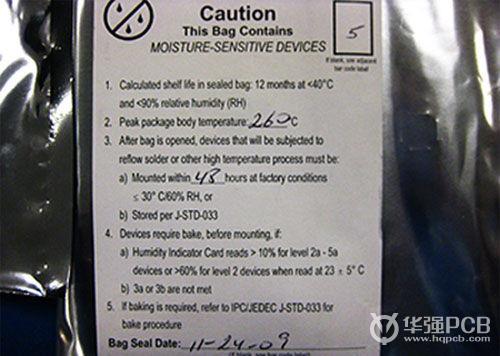 Caution
This Bag Contains
MOISTURE-SENSITIVE DEVICES
5
If blank, see adjacent
bar code label
1. Calculated shelf life in sealed bag: 12 months at <40°C
and <90% relative humidity (RH)
2. Peak package body temperature: 260 °C
3. After bag is opened, devices that will be subjected to
reflow solder or other high temperature process must be:
a) Mounted within 48 hours at factory conditions
≤ 30° C/60% RH, or
b) Stored per J-STD-033
4. Devices require bake, before mounting, if:
a) Humidity Indicator Card reads > 10% for level 2a - 5a
devices or >60% for level 2 devices when read at 23 ± 5° C
b) 3a or 3b are not met
5. If baking is required, refer to IPC/JEDEC J-STD-033 for
bake procedure
Bag Seal Date: 11-24-09
If blank, see bar code label
华强PCB
www.hqpcb.com